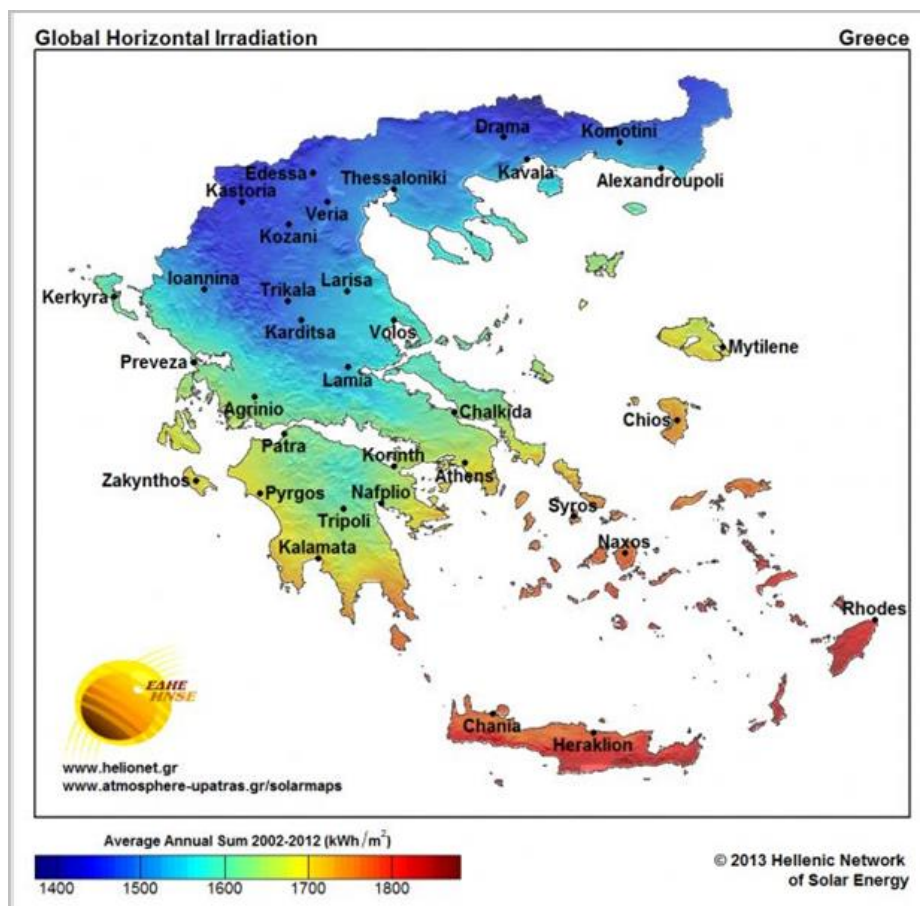 Global Horizontal Irradiation
Greece
Drama
Komotini
Kavala
Alexandroupoli
Edessa
Thessaloniki
Kastoria
Veria
Kozani
Ioannina
Larisa
Kerkyra
Trikala
Karditsa
Volos
Mytilene
Preveza
Lamia
Agrinio
Chalkida
Chios
Patra
Korinth
Athens
Zakynthos
Pyrgos
Nafplio
Syros
Tripoli
Naxos
Kalamata
Rhodes
ΕΔΗΕ
HNSE
Chania
Heraklion
www.helionet.gr
www.atmosphere-upatras.gr/solarmaps
Average Annual Sum 2002-2012 (kWh/m²)
1400 1500 1600 1700 1800
© 2013 Hellenic Network
of Solar Energy